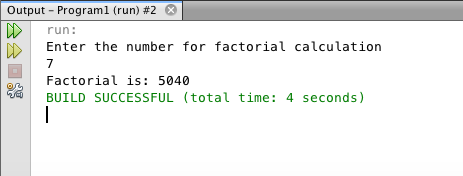 Output – Program1 (run) #2
run:
Enter the number for factorial calculation
7
Factorial is: 5040
BUILD SUCCESSFUL (total time: 4 seconds)